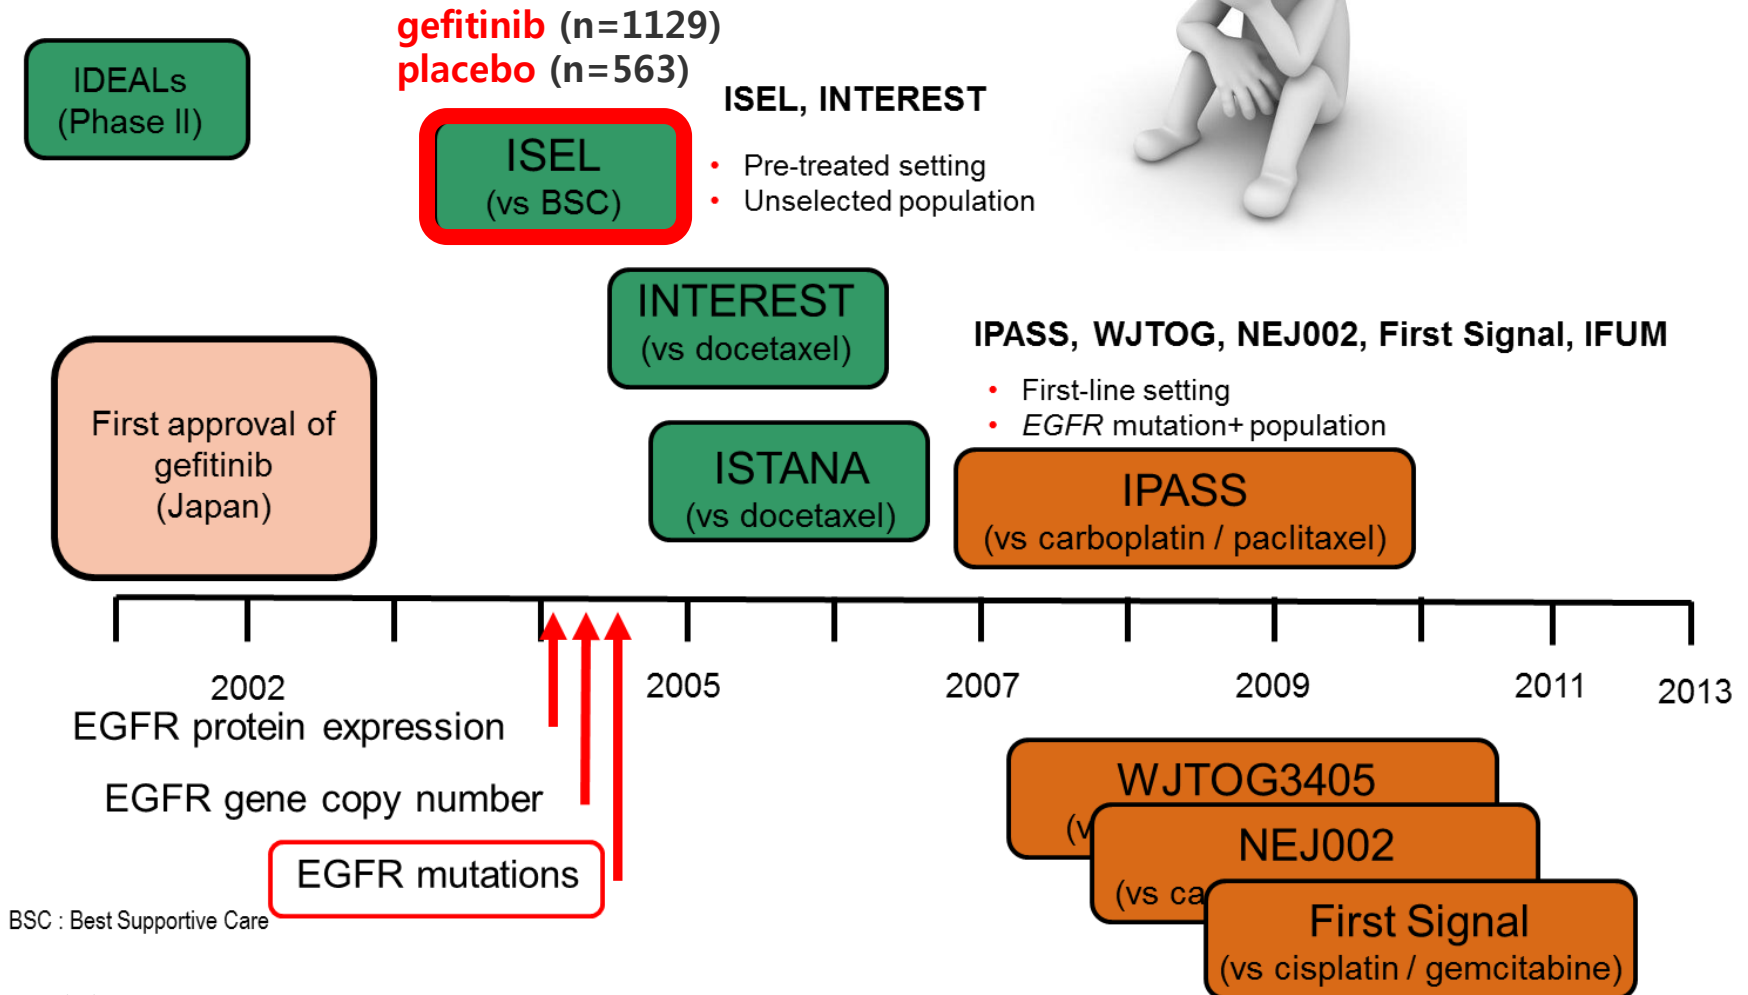 gefitinib (n=1129)
placebo (n=563)
IDEALs
(Phase II)
ISEL
(vs BSC)
ISEL, INTEREST
• Pre-treated setting
• Unselected population
INTEREST
(vs docetaxel)
IPASS, WJTOG, NEJ002, First Signal, IFUM
• First-line setting
• EGFR mutation+ population
First approval of
gefitinib
(Japan)
ISTANA
(vs docetaxel)
IPASS
(vs carboplatin / paclitaxel)
2002 2005 2007 2009 2011 2013
EGFR protein expression
EGFR gene copy number
EGFR mutations
BSC : Best Supportive Care
WJTOG3405
(v
NEJ002
(vs ca
First Signal
(vs cisplatin / gemcitabine)